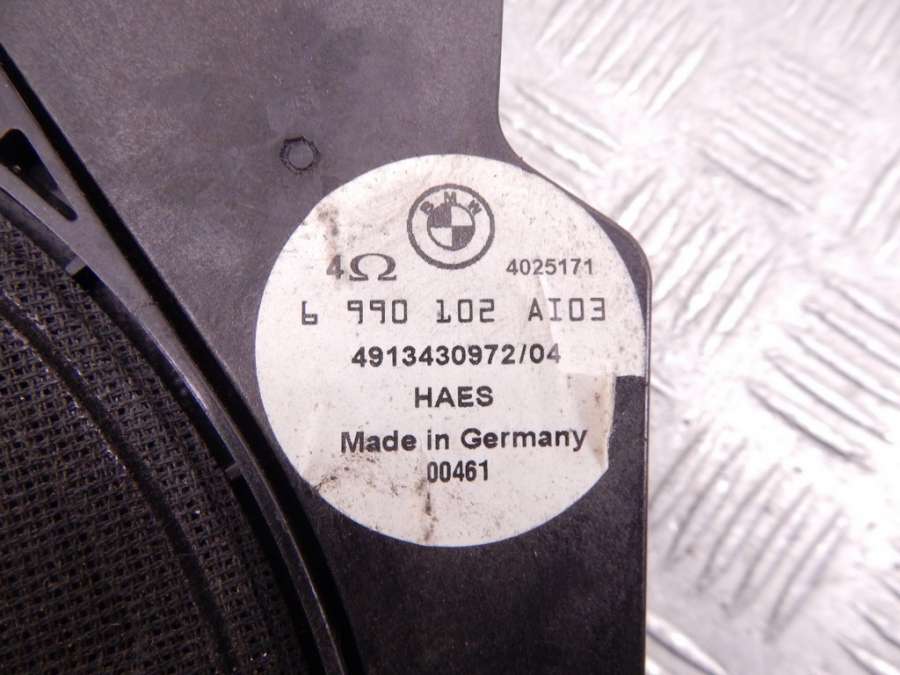 BMW
4Ω 4025171
6 990 102 AI03
4913430972/04
HAES
Made in Germany
00461